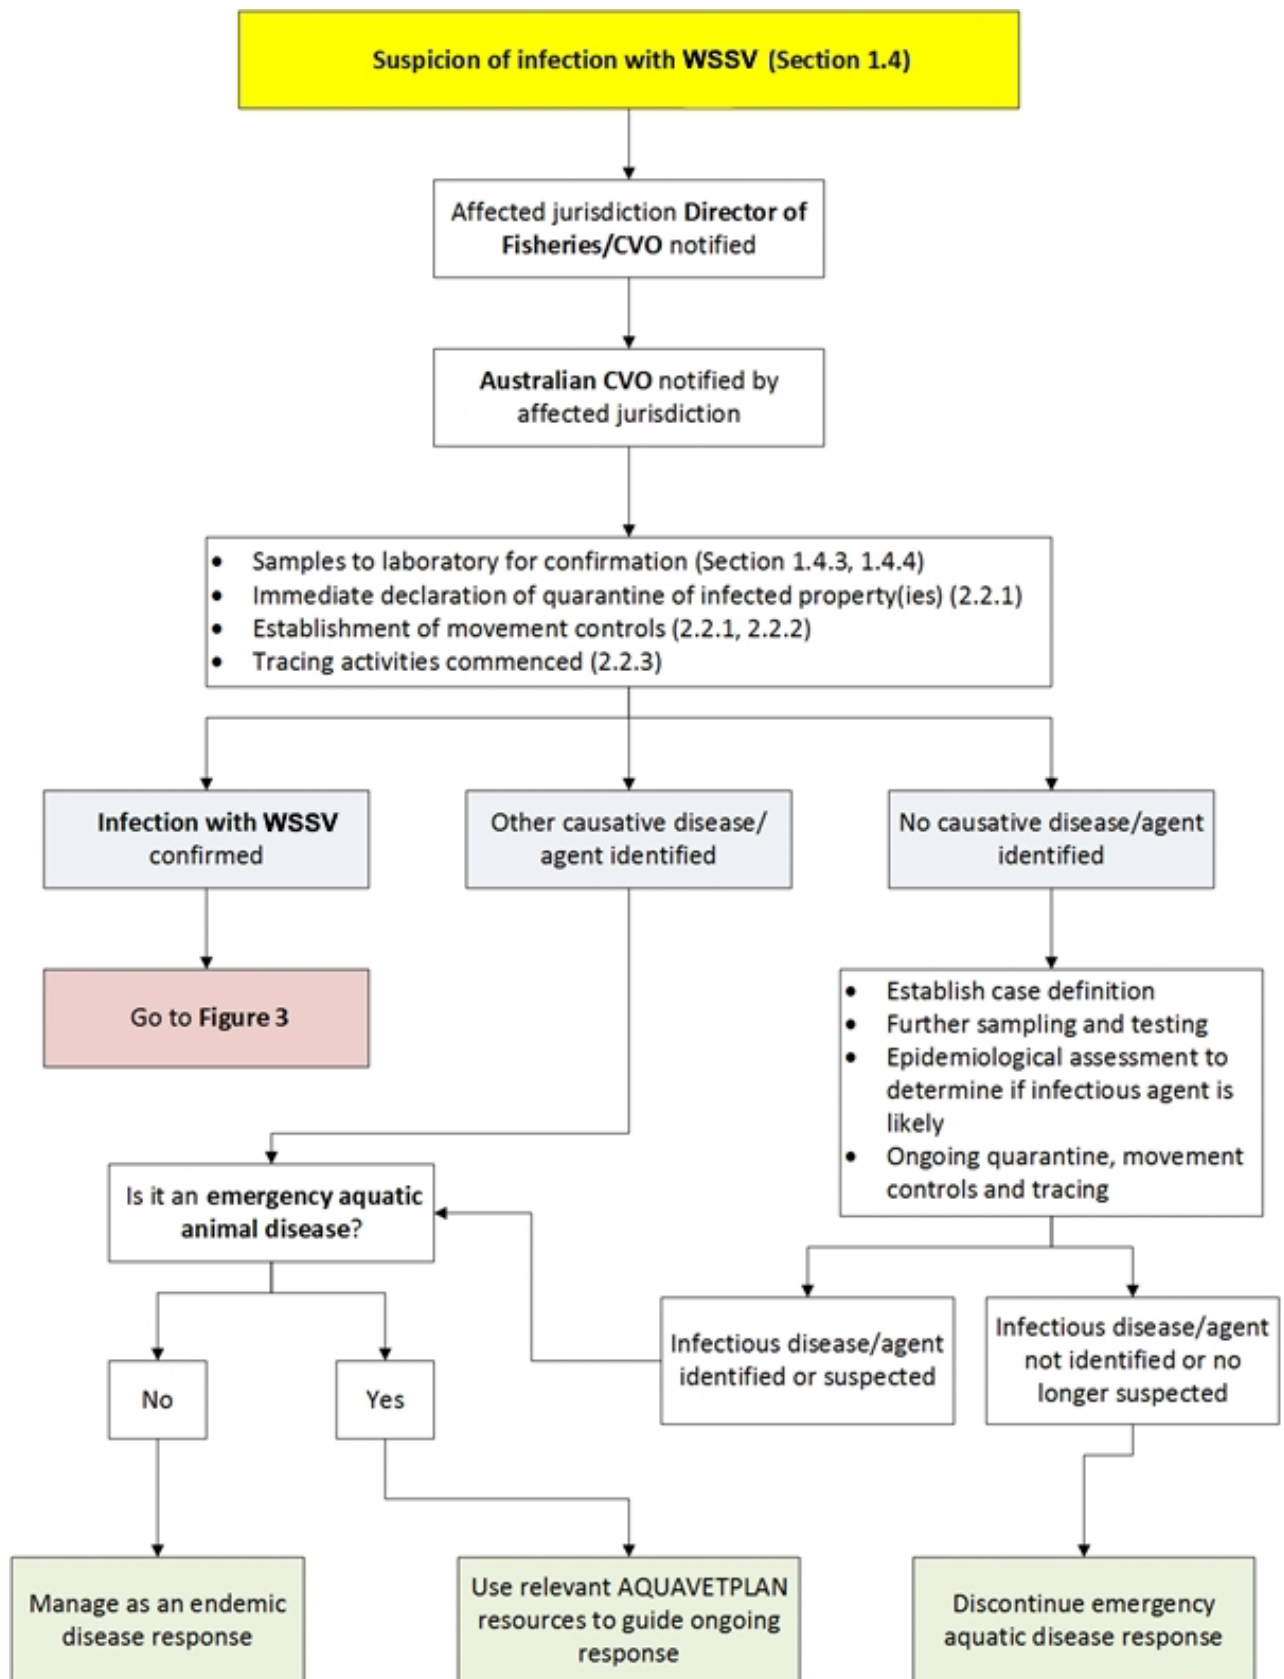 Suspicion of infection with WSSV (Section 1.4)
Affected jurisdiction Director of
Fisheries/CVO notified
Australian CVO notified by
affected jurisdiction
• Samples to laboratory for confirmation (Section 1.4.3, 1.4.4)
• Immediate declaration of quarantine of infected property(ies) (2.2.1)
• Establishment of movement controls (2.2.1, 2.2.2)
• Tracing activities commenced (2.2.3)
Infection with WSSV
confirmed
Other causative disease/
agent identified
No causative disease/agent
identified
Go to Figure 3
• Establish case definition
• Further sampling and testing
• Epidemiological assessment to
determine if infectious agent is
likely
• Ongoing quarantine, movement
controls and tracing
Is it an emergency aquatic
animal disease?
Infectious disease/agent
identified or suspected
Infectious disease/agent
not identified or no
longer suspected
No
Yes
Manage as an endemic
disease response
Use relevant AQUAVETPLAN
resources to guide ongoing
response
Discontinue emergency
aquatic disease response